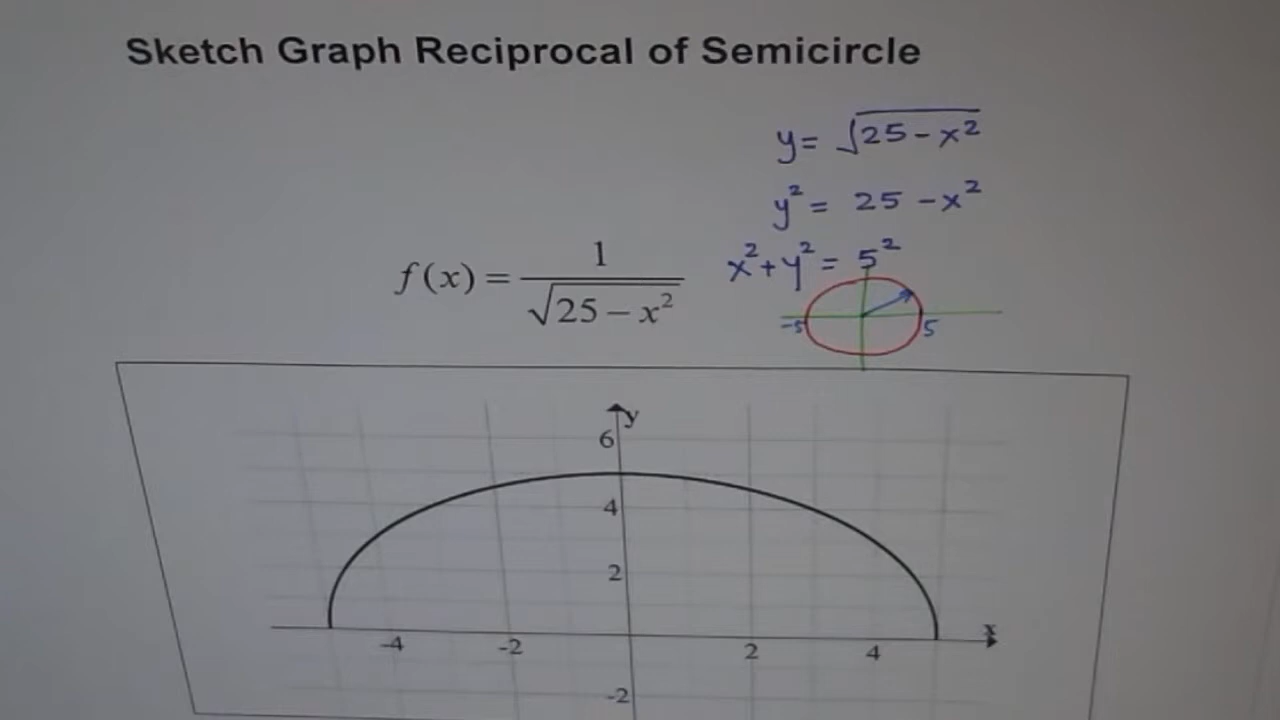 Sketch Graph Reciprocal of Semicircle
y = √25 - x²
y² = 25 - x²
x² + y² = 5²
f(x) = 1/√25 - x²
-5 5
y
6
4
2
x
-4 -2 2 4
-2